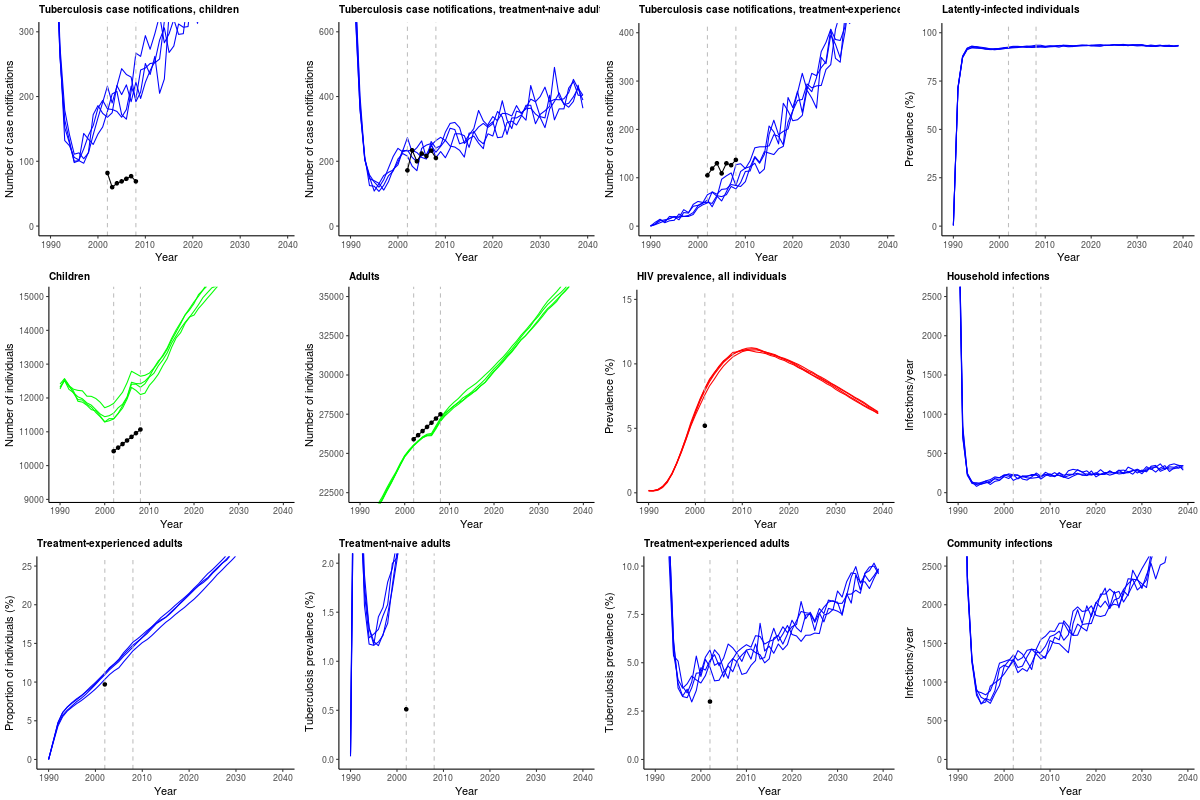 Tuberculosis case notifications, children
Number of case notifications
300
200
100
0
1990 2000 2010 2020 2030 2040
Year
Tuberculosis case notifications, treatment-naive adul
Number of case notifications
600
400
200
0
1990 2000 2010 2020 2030 2040
Year
Tuberculosis case notifications, treatment-experience
Number of case notifications
400
300
200
100
0
1990 2000 2010 2020 2030 2040
Year
Latently-infected individuals
Prevalence (%)
100
75
50
25
0
1990 2000 2010 2020 2030 2040
Year
Children
Number of individuals
15000
14000
13000
12000
11000
10000
9000
1990 2000 2010 2020 2030 2040
Year
Adults
Number of individuals
35000
32500
30000
27500
25000
22500
1990 2000 2010 2020 2030 2040
Year
HIV prevalence, all individuals
Prevalence (%)
15
10
5
0
1990 2000 2010 2020 2030 2040
Year
Household infections
Infections/year
2500
2000
1500
1000
500
0
1990 2000 2010 2020 2030 2040
Year
Treatment-experienced adults
Proportion of individuals (%)
25
20
15
10
5
0
1990 2000 2010 2020 2030 2040
Year
Treatment-naive adults
Tuberculosis prevalence (%)
2.0
1.5
1.0
0.5
0.0
1990 2000 2010 2020 2030 2040
Year
Treatment-experienced adults
Tuberculosis prevalence (%)
10.0
7.5
5.0
2.5
0.0
1990 2000 2010 2020 2030 2040
Year
Community infections
Infections/year
2500
2000
1500
1000
500
0
1990 2000 2010 2020 2030 2040
Year